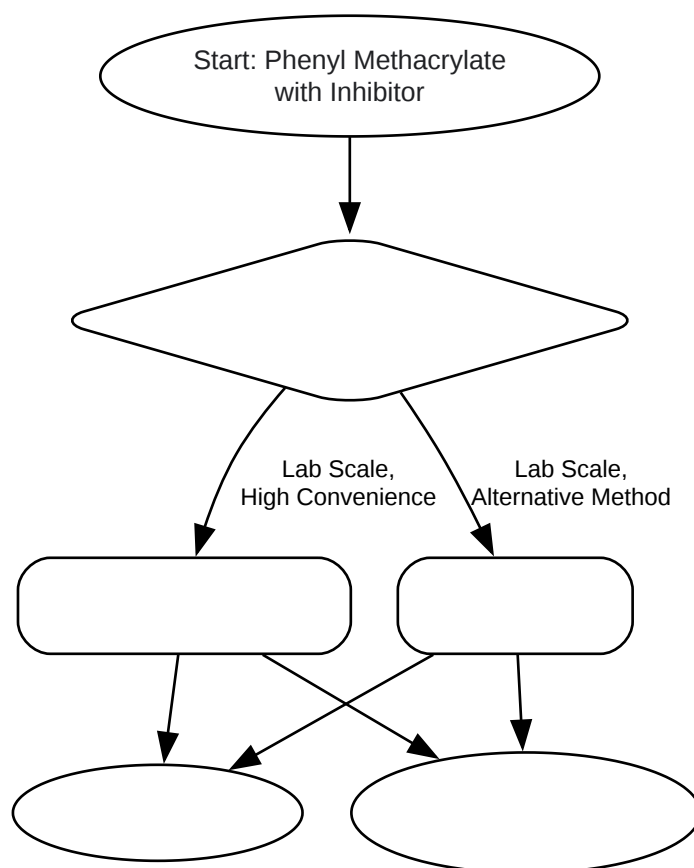 Start: Phenyl Methacrylate
with Inhibitor
Lab Scale,
High Convenience
Lab Scale,
Alternative Method